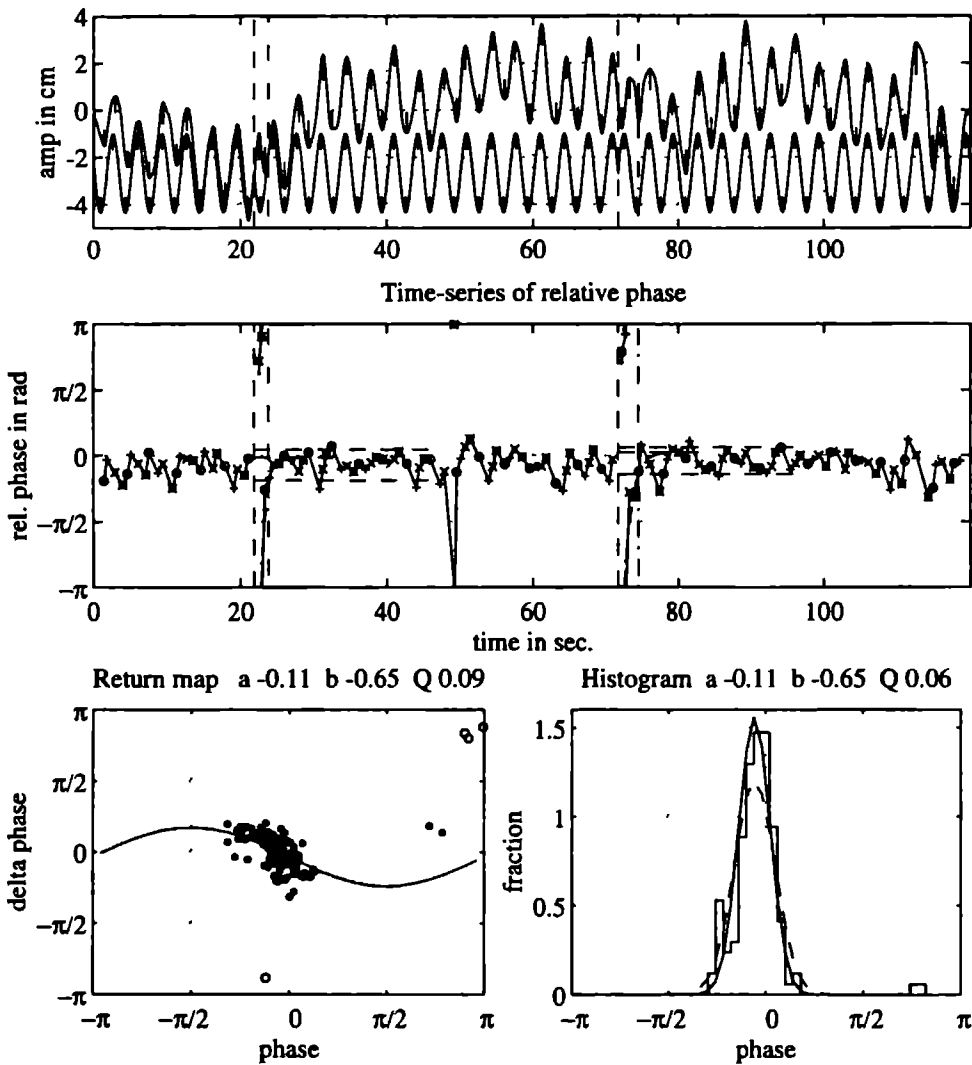 4
2
0
-2
-4
amp in cm
0 20 40 60 80 100
Time-series of relative phase
π
π/2
0
−π/2
−π
rel. phase in rad
0 20 40 60 80 100
time in sec.
Return map a -0.11 b -0.65 Q 0.09
π
π/2
0
−π/2
−π
delta phase
−π −π/2 0 π/2 π
phase
Histogram a -0.11 b -0.65 Q 0.06
1.5
1
0.5
0
fraction
−π −π/2 0 π/2 π
phase